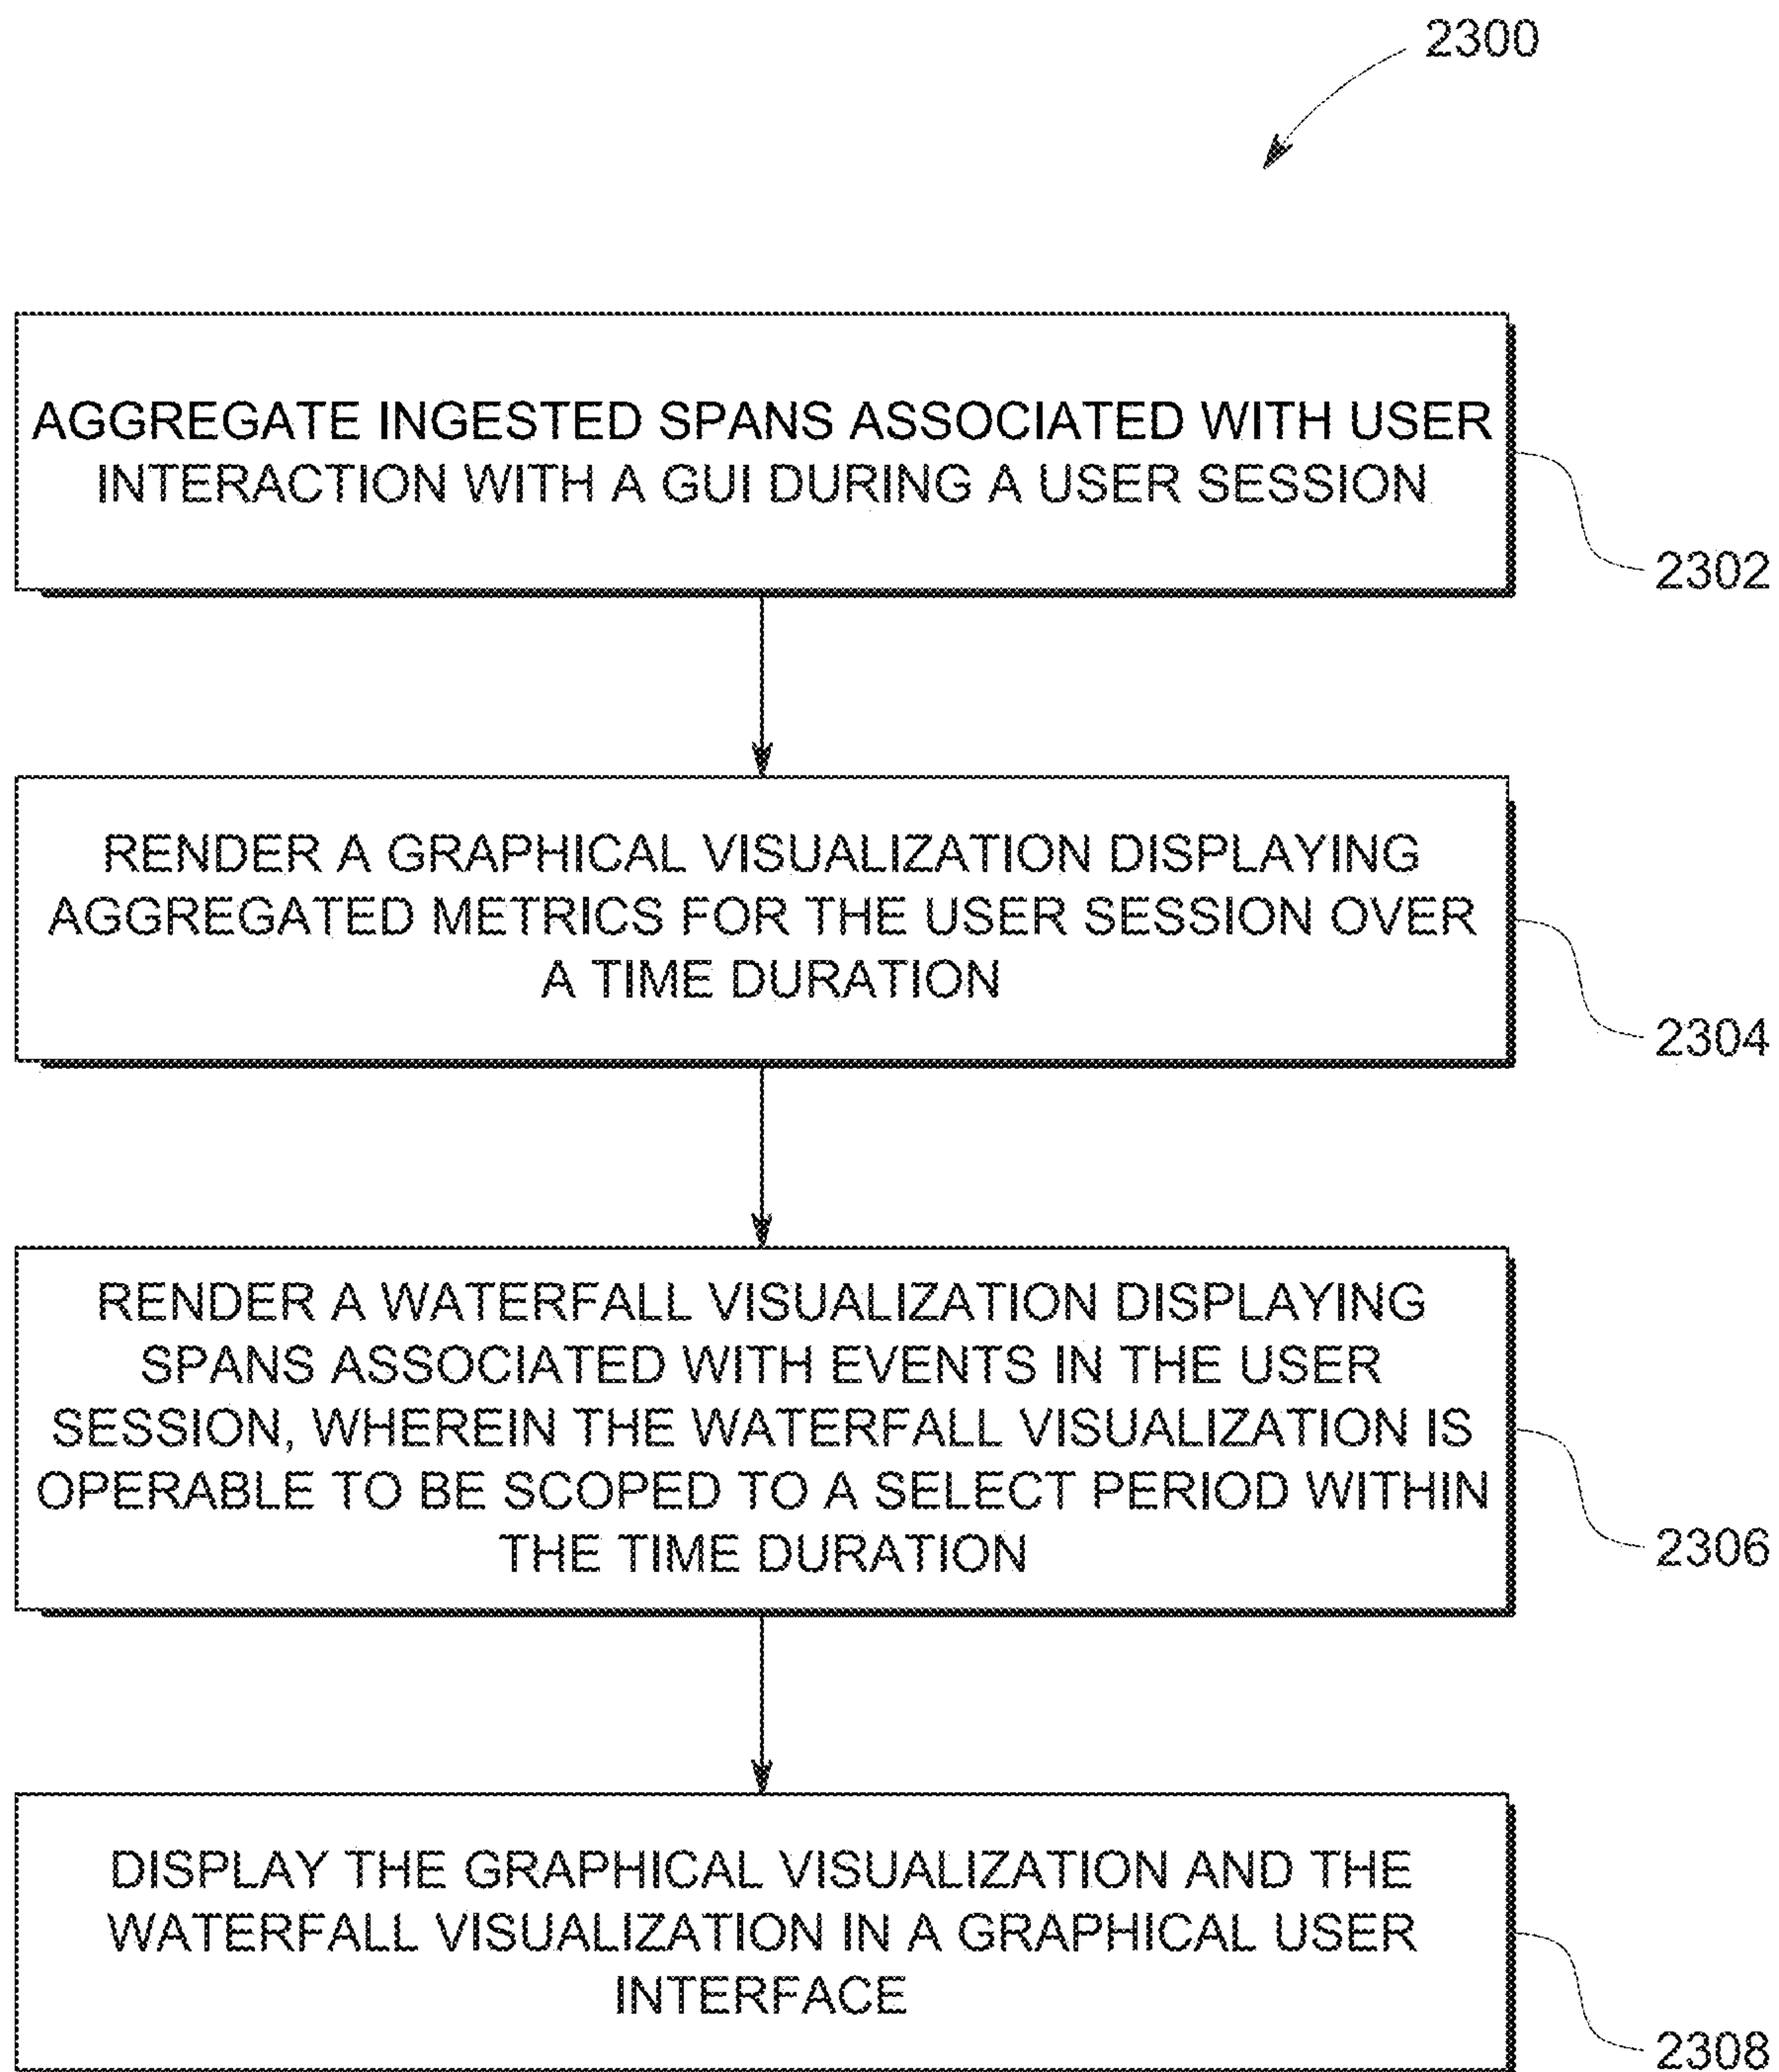 2300
AGGREGATE INGESTED SPANS ASSOCIATED WITH USER
INTERACTION WITH A GUI DURING A USER SESSION
2302
RENDER A GRAPHICAL VISUALIZATION DISPLAYING
AGGREGATED METRICS FOR THE USER SESSION OVER
A TIME DURATION
2304
RENDER A WATERFALL VISUALIZATION DISPLAYING
SPANS ASSOCIATED WITH EVENTS IN THE USER
SESSION, WHEREIN THE WATERFALL VISUALIZATION IS
OPERABLE TO BE SCOPED TO A SELECT PERIOD WITHIN
THE TIME DURATION
2306
DISPLAY THE GRAPHICAL VISUALIZATION AND THE
WATERFALL VISUALIZATION IN A GRAPHICAL USER
INTERFACE
2308